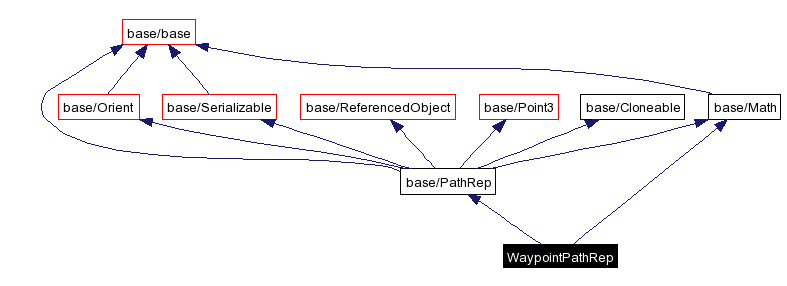 base/base
base/Orient
base/Serializable
base/ReferencedObject
base/Point3
base/Cloneable
base/Math
base/PathRep
WaypointPathRep